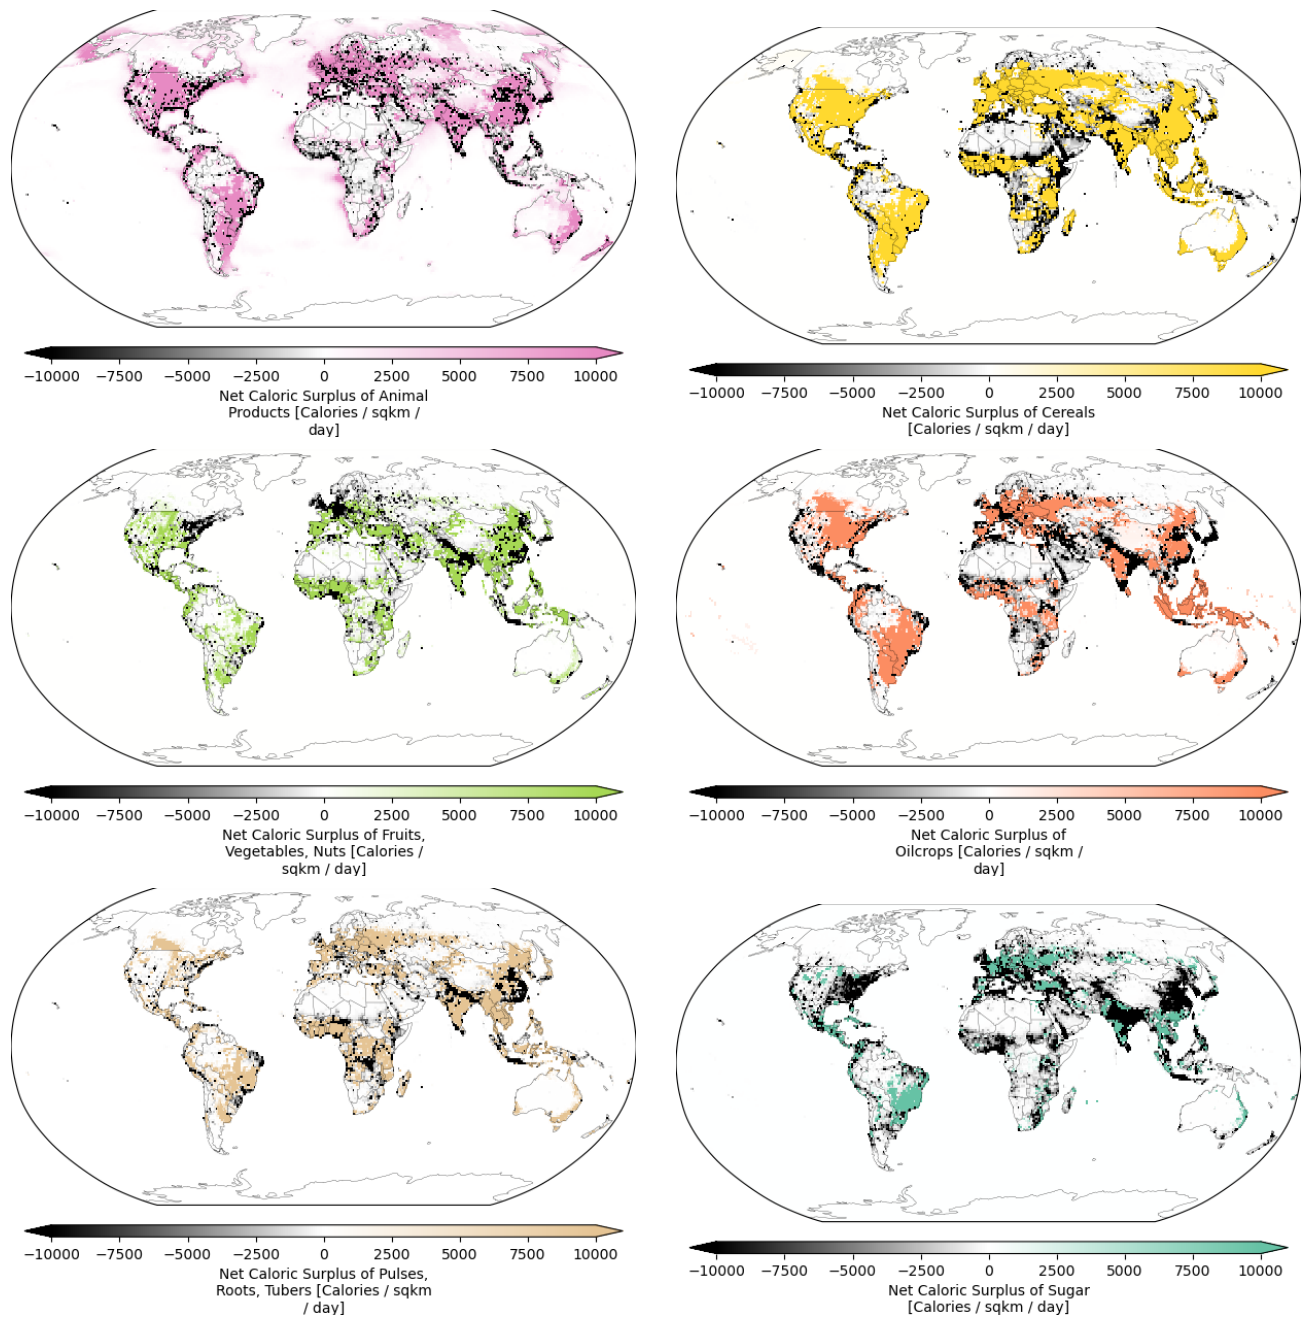 −10000 −7500 −5000 −2500 0 2500 5000 7500 10000
Net Caloric Surplus of Animal
Products [Calories / sqkm /
day]
−10000 −7500 −5000 −2500 0 2500 5000 7500 10000
Net Caloric Surplus of Cereals
[Calories / sqkm / day]
−10000 −7500 −5000 −2500 0 2500 5000 7500 10000
Net Caloric Surplus of Fruits,
Vegetables, Nuts [Calories /
sqkm / day]
−10000 −7500 −5000 −2500 0 2500 5000 7500 10000
Net Caloric Surplus of
Oilcrops [Calories / sqkm /
day]
−10000 −7500 −5000 −2500 0 2500 5000 7500 10000
Net Caloric Surplus of Pulses,
Roots, Tubers [Calories / sqkm
/ day]
−10000 −7500 −5000 −2500 0 2500 5000 7500 10000
Net Caloric Surplus of Sugar
[Calories / sqkm / day]